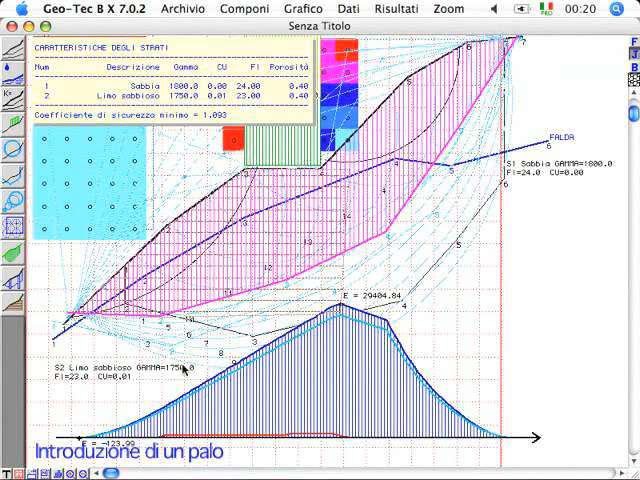 Geo-Tec B X 7.0.2 Archivio Componi Grafico Dati Risultati Zoom 00:20
Senza Titolo
CARATTERISTICHE DEGLI STRATI
Num Descrizione Gamma CU FI Porosità
1 Sabbia 1800.0 0.00 24.00 0.40
2 Limo sabbioso 1750.0 0.01 23.00 0.40
Coefficiente di sicurezza minimo = 1.093
FALDA
6
S1 Sabbia GAMMA=1800.0
FI=24.0 CU=0.00
E = 29404.84
S2 Limo sabbioso GAMMA=1750.0
FI=23.0 CU=0.01
E = -123.99
Introduzione di un palo